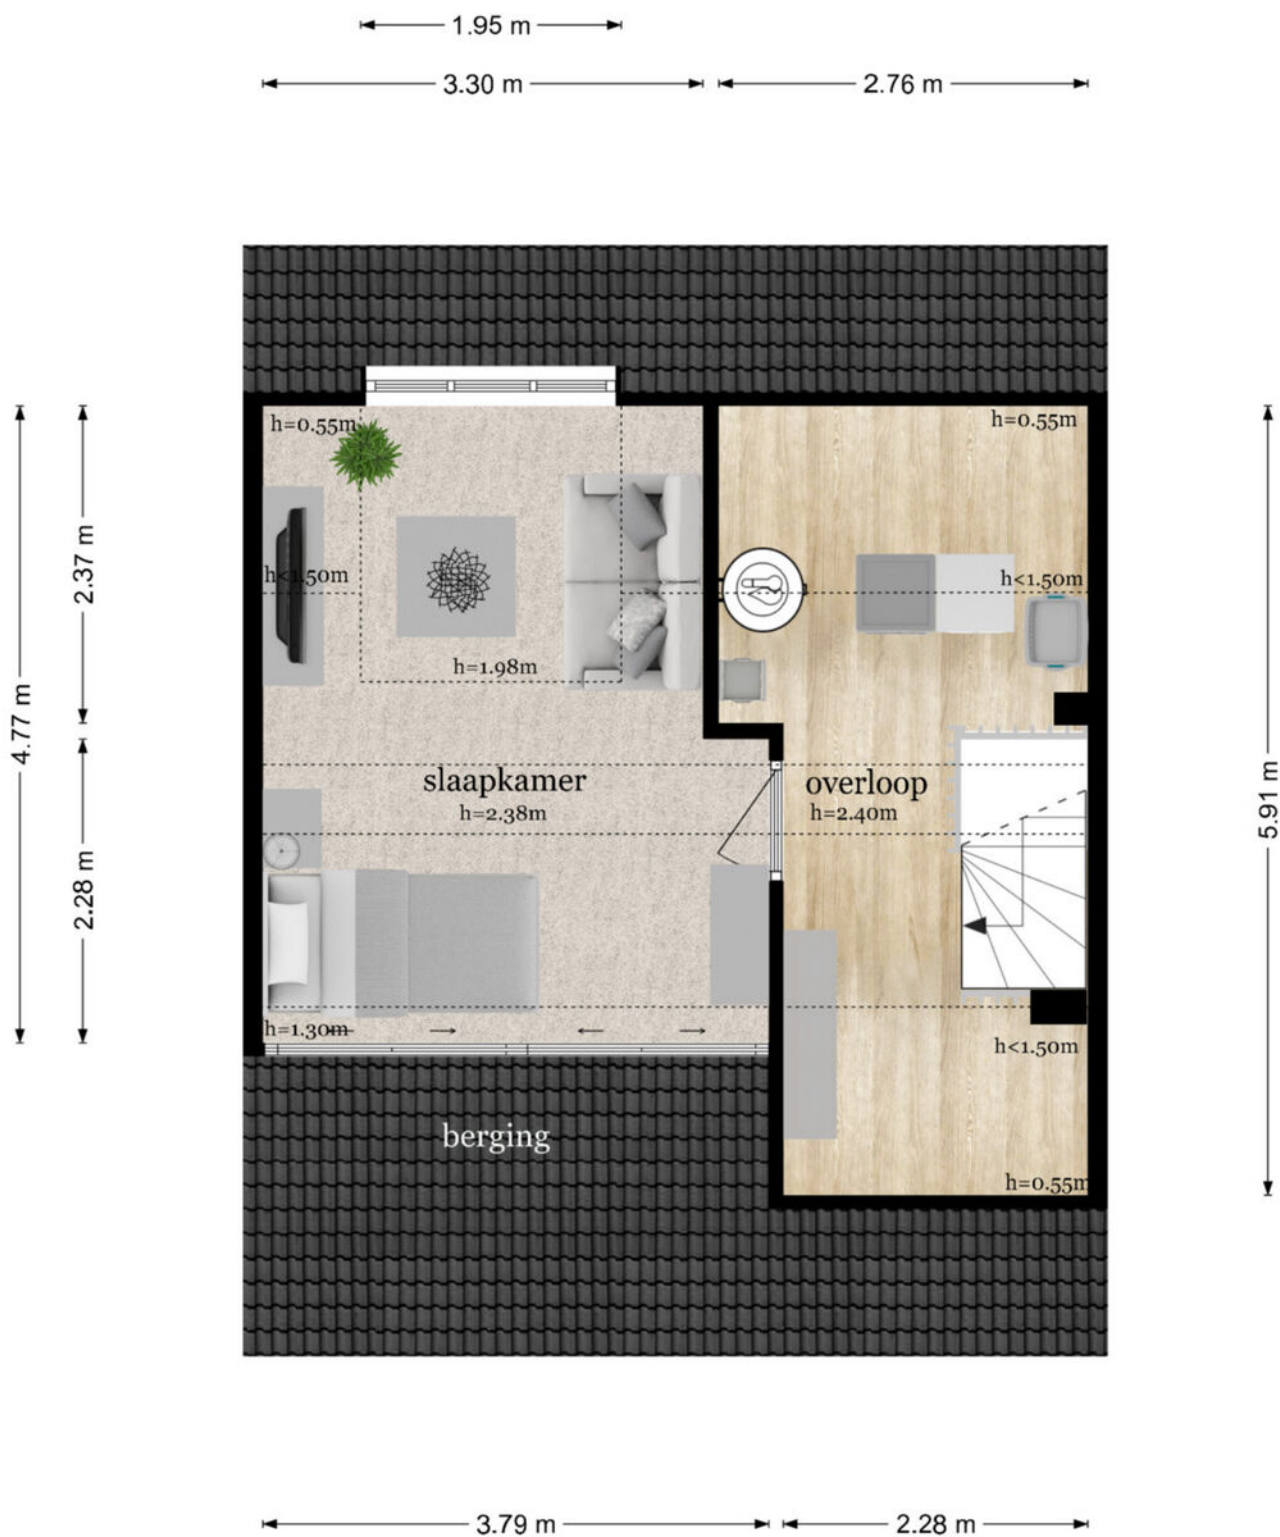 1.95 m
3.30 m
2.76 m
h=0.55m
h=0.55m
2.37 m
h<1.50m
h<1.50m
h=1.98m
4.77 m
slaapkamer
h=2.38m
overloop
h=2.40m
5.91 m
2.28 m
h=1.30m
h<1.50m
berging
h=0.55m
3.79 m
2.28 m